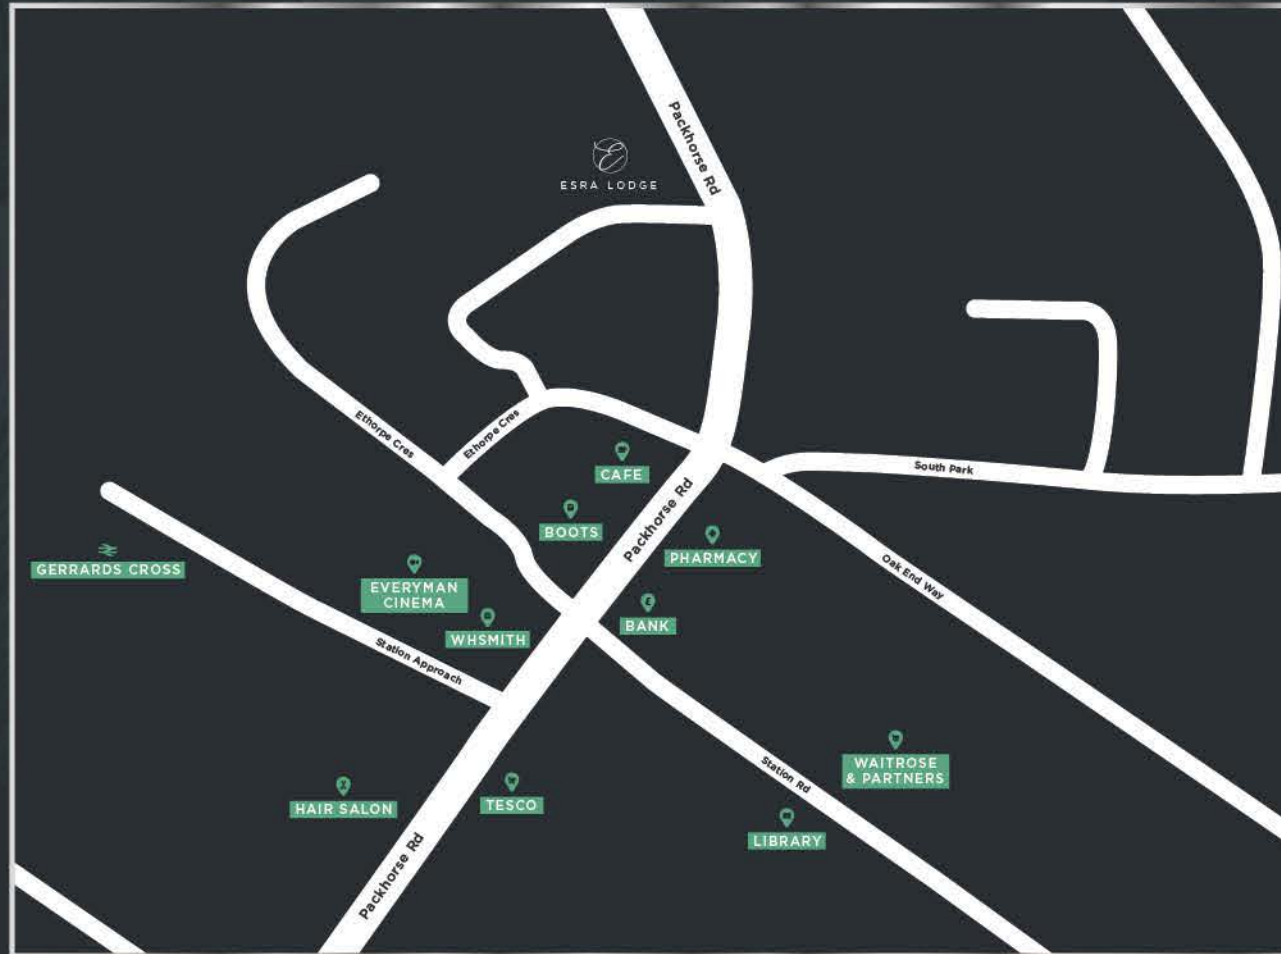 Packhorse Rd
ESRA LODGE
Ethorpe Cres
Ethorpe Cres
CAFE
South Park
Packhorse Rd
BOOTS
PHARMACY
GERRARDS CROSS
EVERYMAN
CINEMA
Oak End Way
WHSMITH
BANK
Station Approach
WAITROSE
& PARTNERS
Station Rd
HAIR SALON
TESCO
LIBRARY
Packhorse Rd